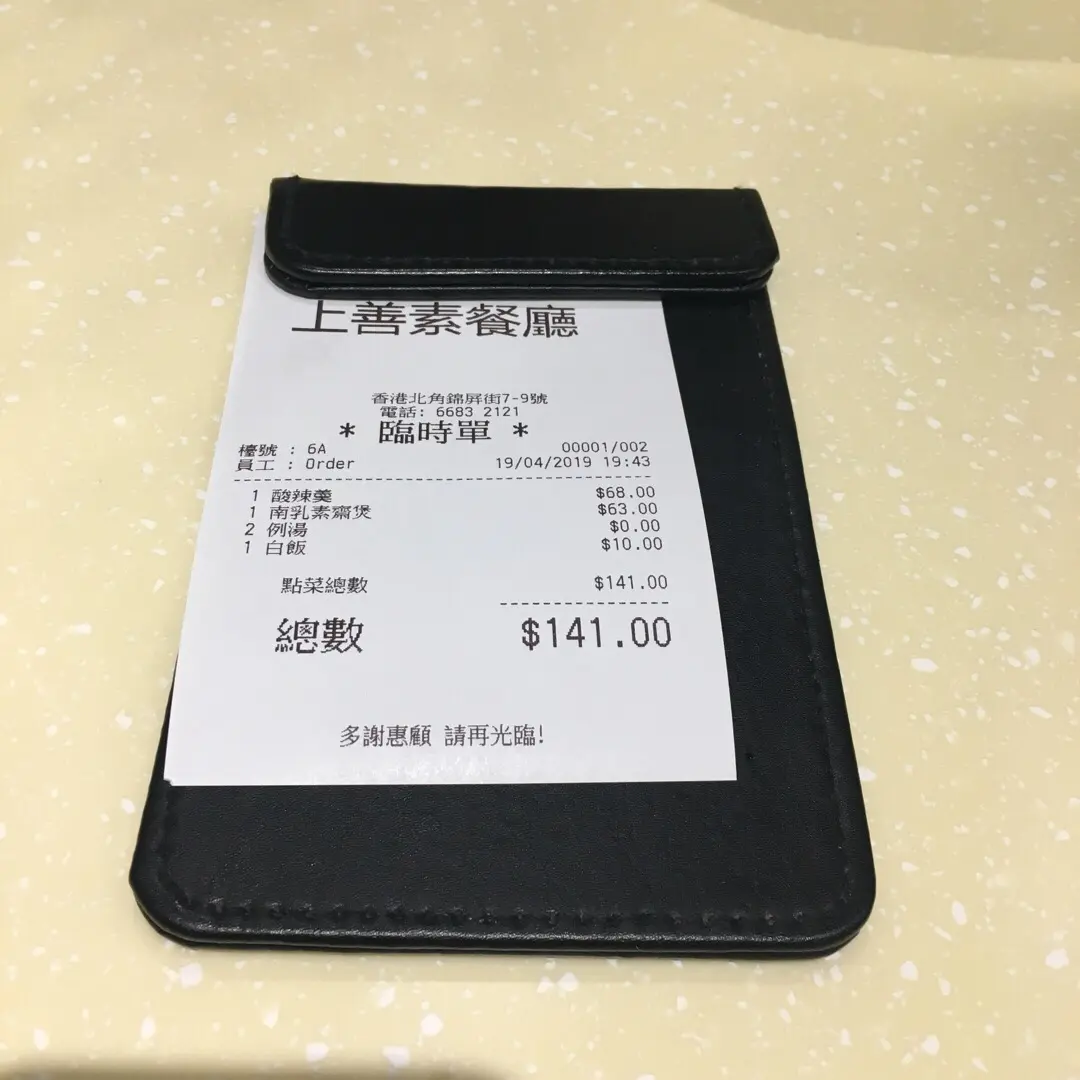 上善素餐廳
香港北角錦屏街7-9號
電話: 6683 2121
* 臨時單 *
檯號 : 6A 00001/002
員工 : Order 19/04/2019 19:43
1 酸辣羹 $68.00
1 南乳素齋煲 $63.00
2 例湯 $0.00
1 白飯 $10.00
點菜總數 $141.00
總數 $141.00
多謝惠顧 請再光臨!